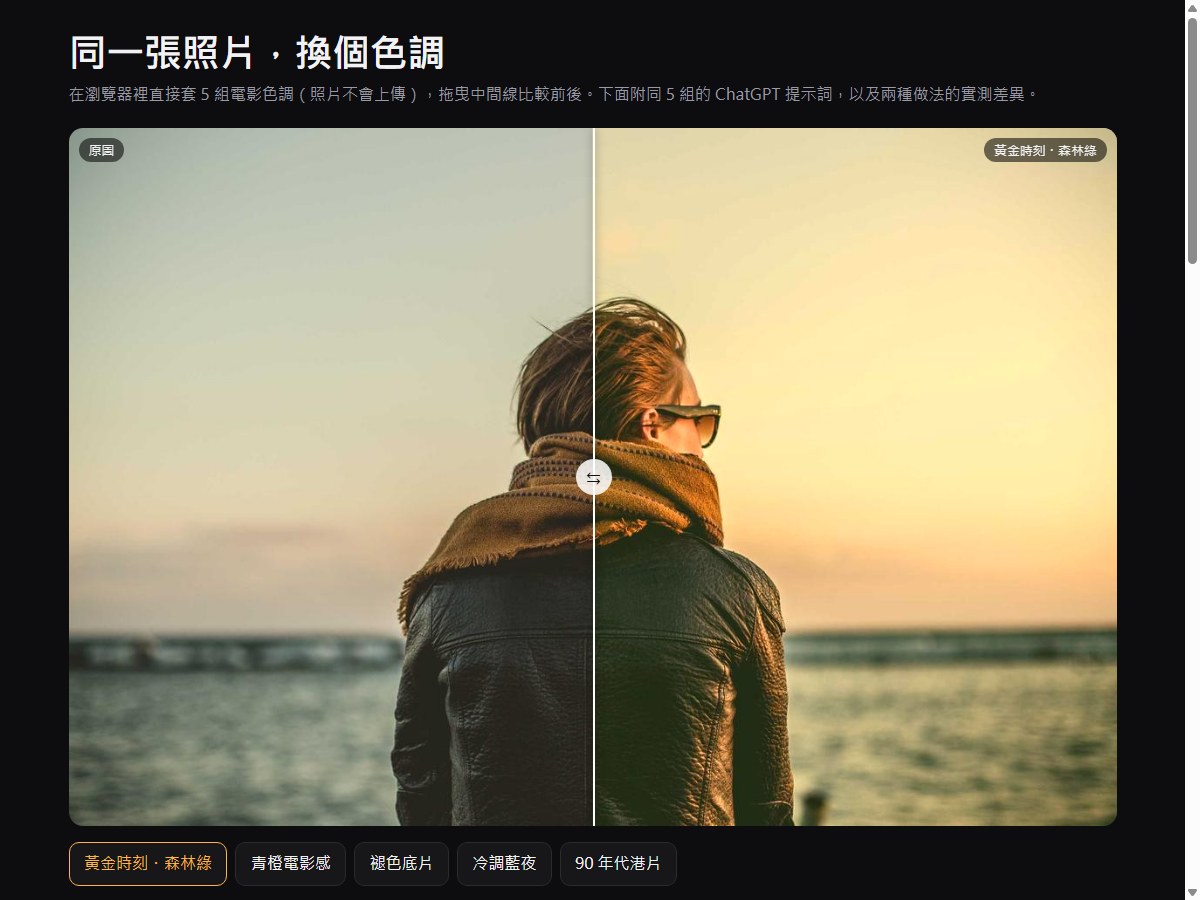 同一張照片，換個色調
在瀏覽器裡直接套 5 組電影色調（照片不會上傳），拖曳中間線比較前後。下面附同 5 組的 ChatGPT 提示詞，以及兩種做法的實測差異。
原圖
黃金時刻・森林綠
黃金時刻・森林綠
青橙電影感
褪色底片
冷調藍夜
90 年代港片